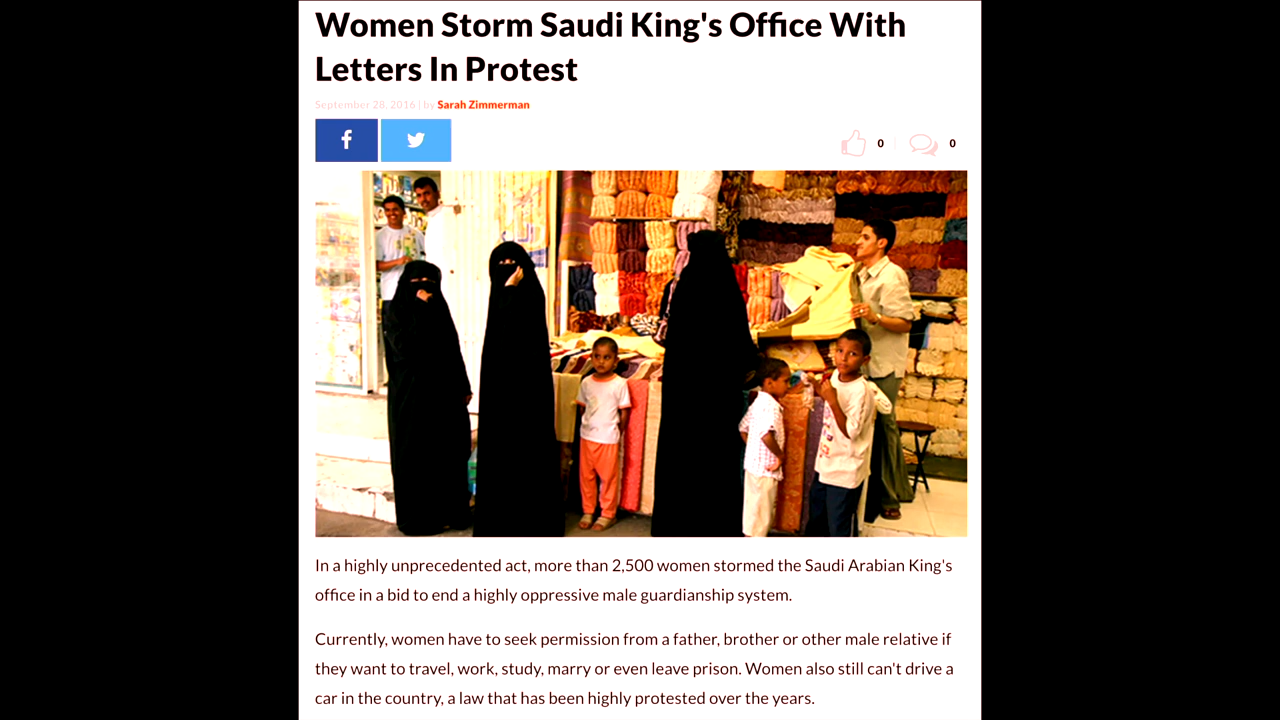 Women Storm Saudi King's Office With
Letters In Protest
September 28, 2016 | by Sarah Zimmerman
0
0
In a highly unprecedented act, more than 2,500 women stormed the Saudi Arabian King's
office in a bid to end a highly oppressive male guardianship system.
Currently, women have to seek permission from a father, brother or other male relative if
they want to travel, work, study, marry or even leave prison. Women also still can't drive a
car in the country, a law that has been highly protested over the years.